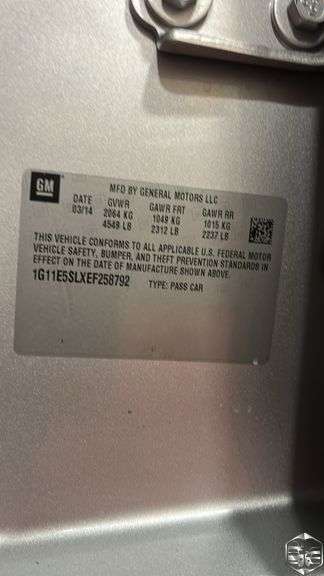 GM
MFD BY GENERAL MOTORS LLC
DATE GVWR GAWR FRT GAWR RR
03/14 2064 KG 1049 KG 1015 KG
4549 LB 2312 LB 2237 LB
THIS VEHICLE CONFORMS TO ALL APPLICABLE U.S. FEDERAL MOTOR
VEHICLE SAFETY, BUMPER, AND THEFT PREVENTION STANDARDS IN
EFFECT ON THE DATE OF MANUFACTURE SHOWN ABOVE.
1G11E5SLXEF258792 TYPE: PASS CAR